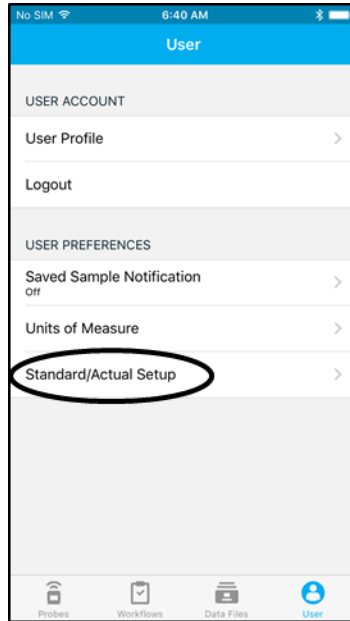 No SIM 6:40 AM
User
USER ACCOUNT
User Profile
Logout
USER PREFERENCES
Saved Sample Notification
Off
Units of Measure
Standard/Actual Setup
Probes Workflows Data Files User